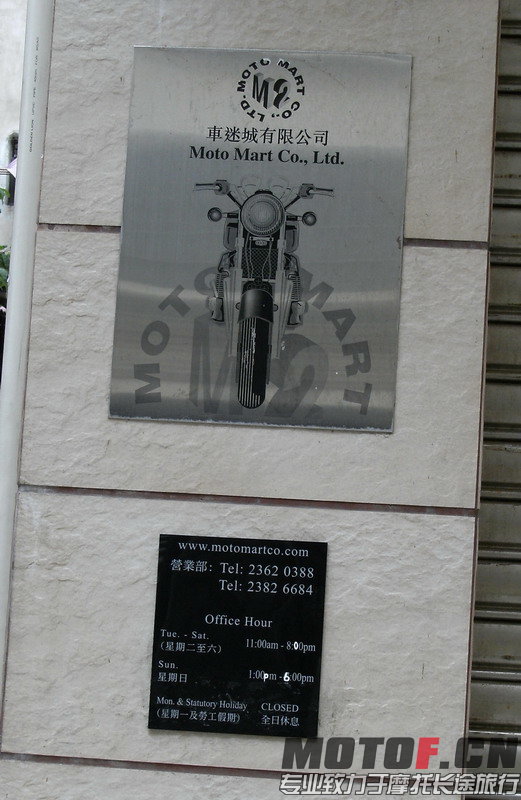 MOTO MART CO., LTD.
M2
車迷城有限公司
Moto Mart Co., Ltd.
MOTO MART
M2
www.motomartco.com
營業部: Tel: 2362 0388
Tel: 2382 6684
Office Hour
Tue. - Sat.
(星期二至六) 11:00am - 8:00pm
Sun.
星期日 1:00pm - 6:00pm
Mon. & Statutory Holiday CLOSED
(星期一及勞工假期) 全日休息
MOTOF.CN
专业致力于摩托长途旅行